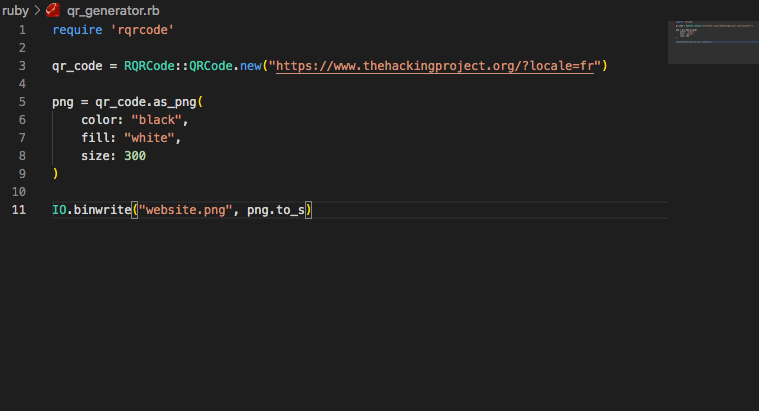 ruby > qr_generator.rb
1 require 'rqrcode'
2
3 qr_code = RQRCode::QRCode.new("https://www.thehackingproject.org/?locale=fr")
4
5 png = qr_code.as_png(
6     color: "black",
7     fill: "white",
8     size: 300
9 )
10
11 IO.binwrite("website.png", png.to_s)